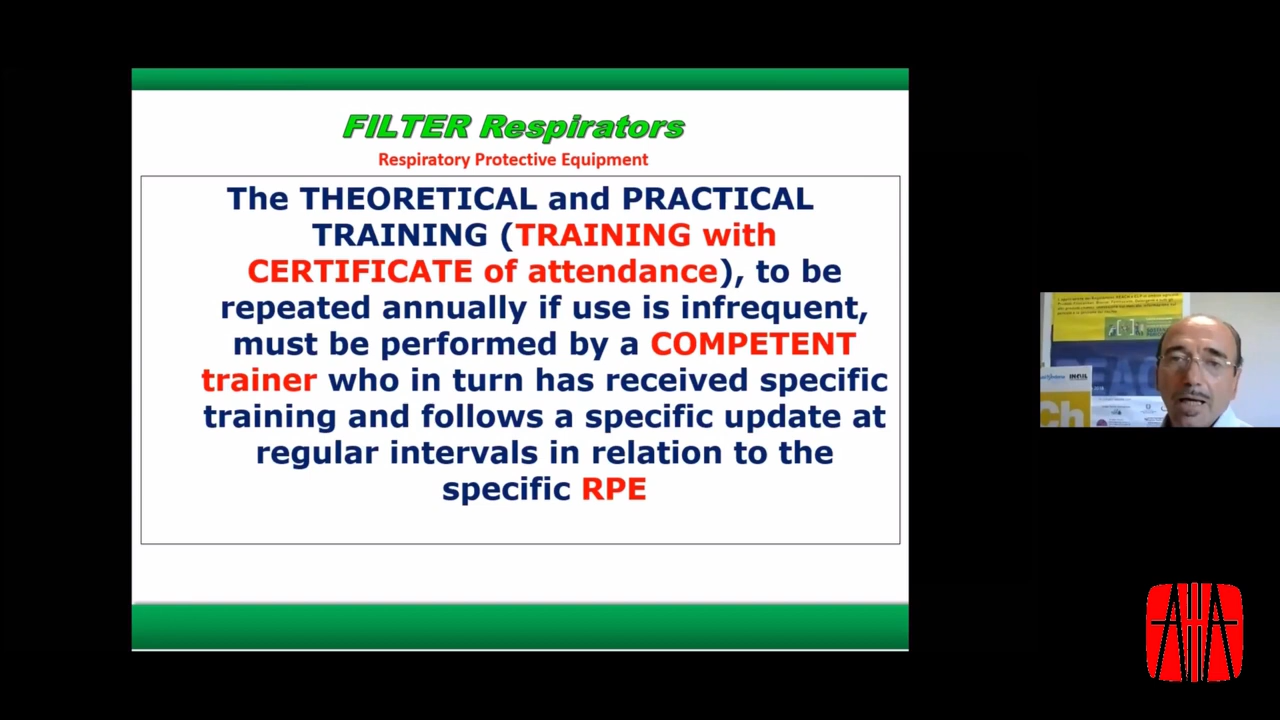 FILTER Respirators
Respiratory Protective Equipment
The THEORETICAL and PRACTICAL
TRAINING (TRAINING with
CERTIFICATE of attendance), to be
repeated annually if use is infrequent,
must be performed by a COMPETENT
trainer who in turn has received specific
training and follows a specific update at
regular intervals in relation to the
specific RPE